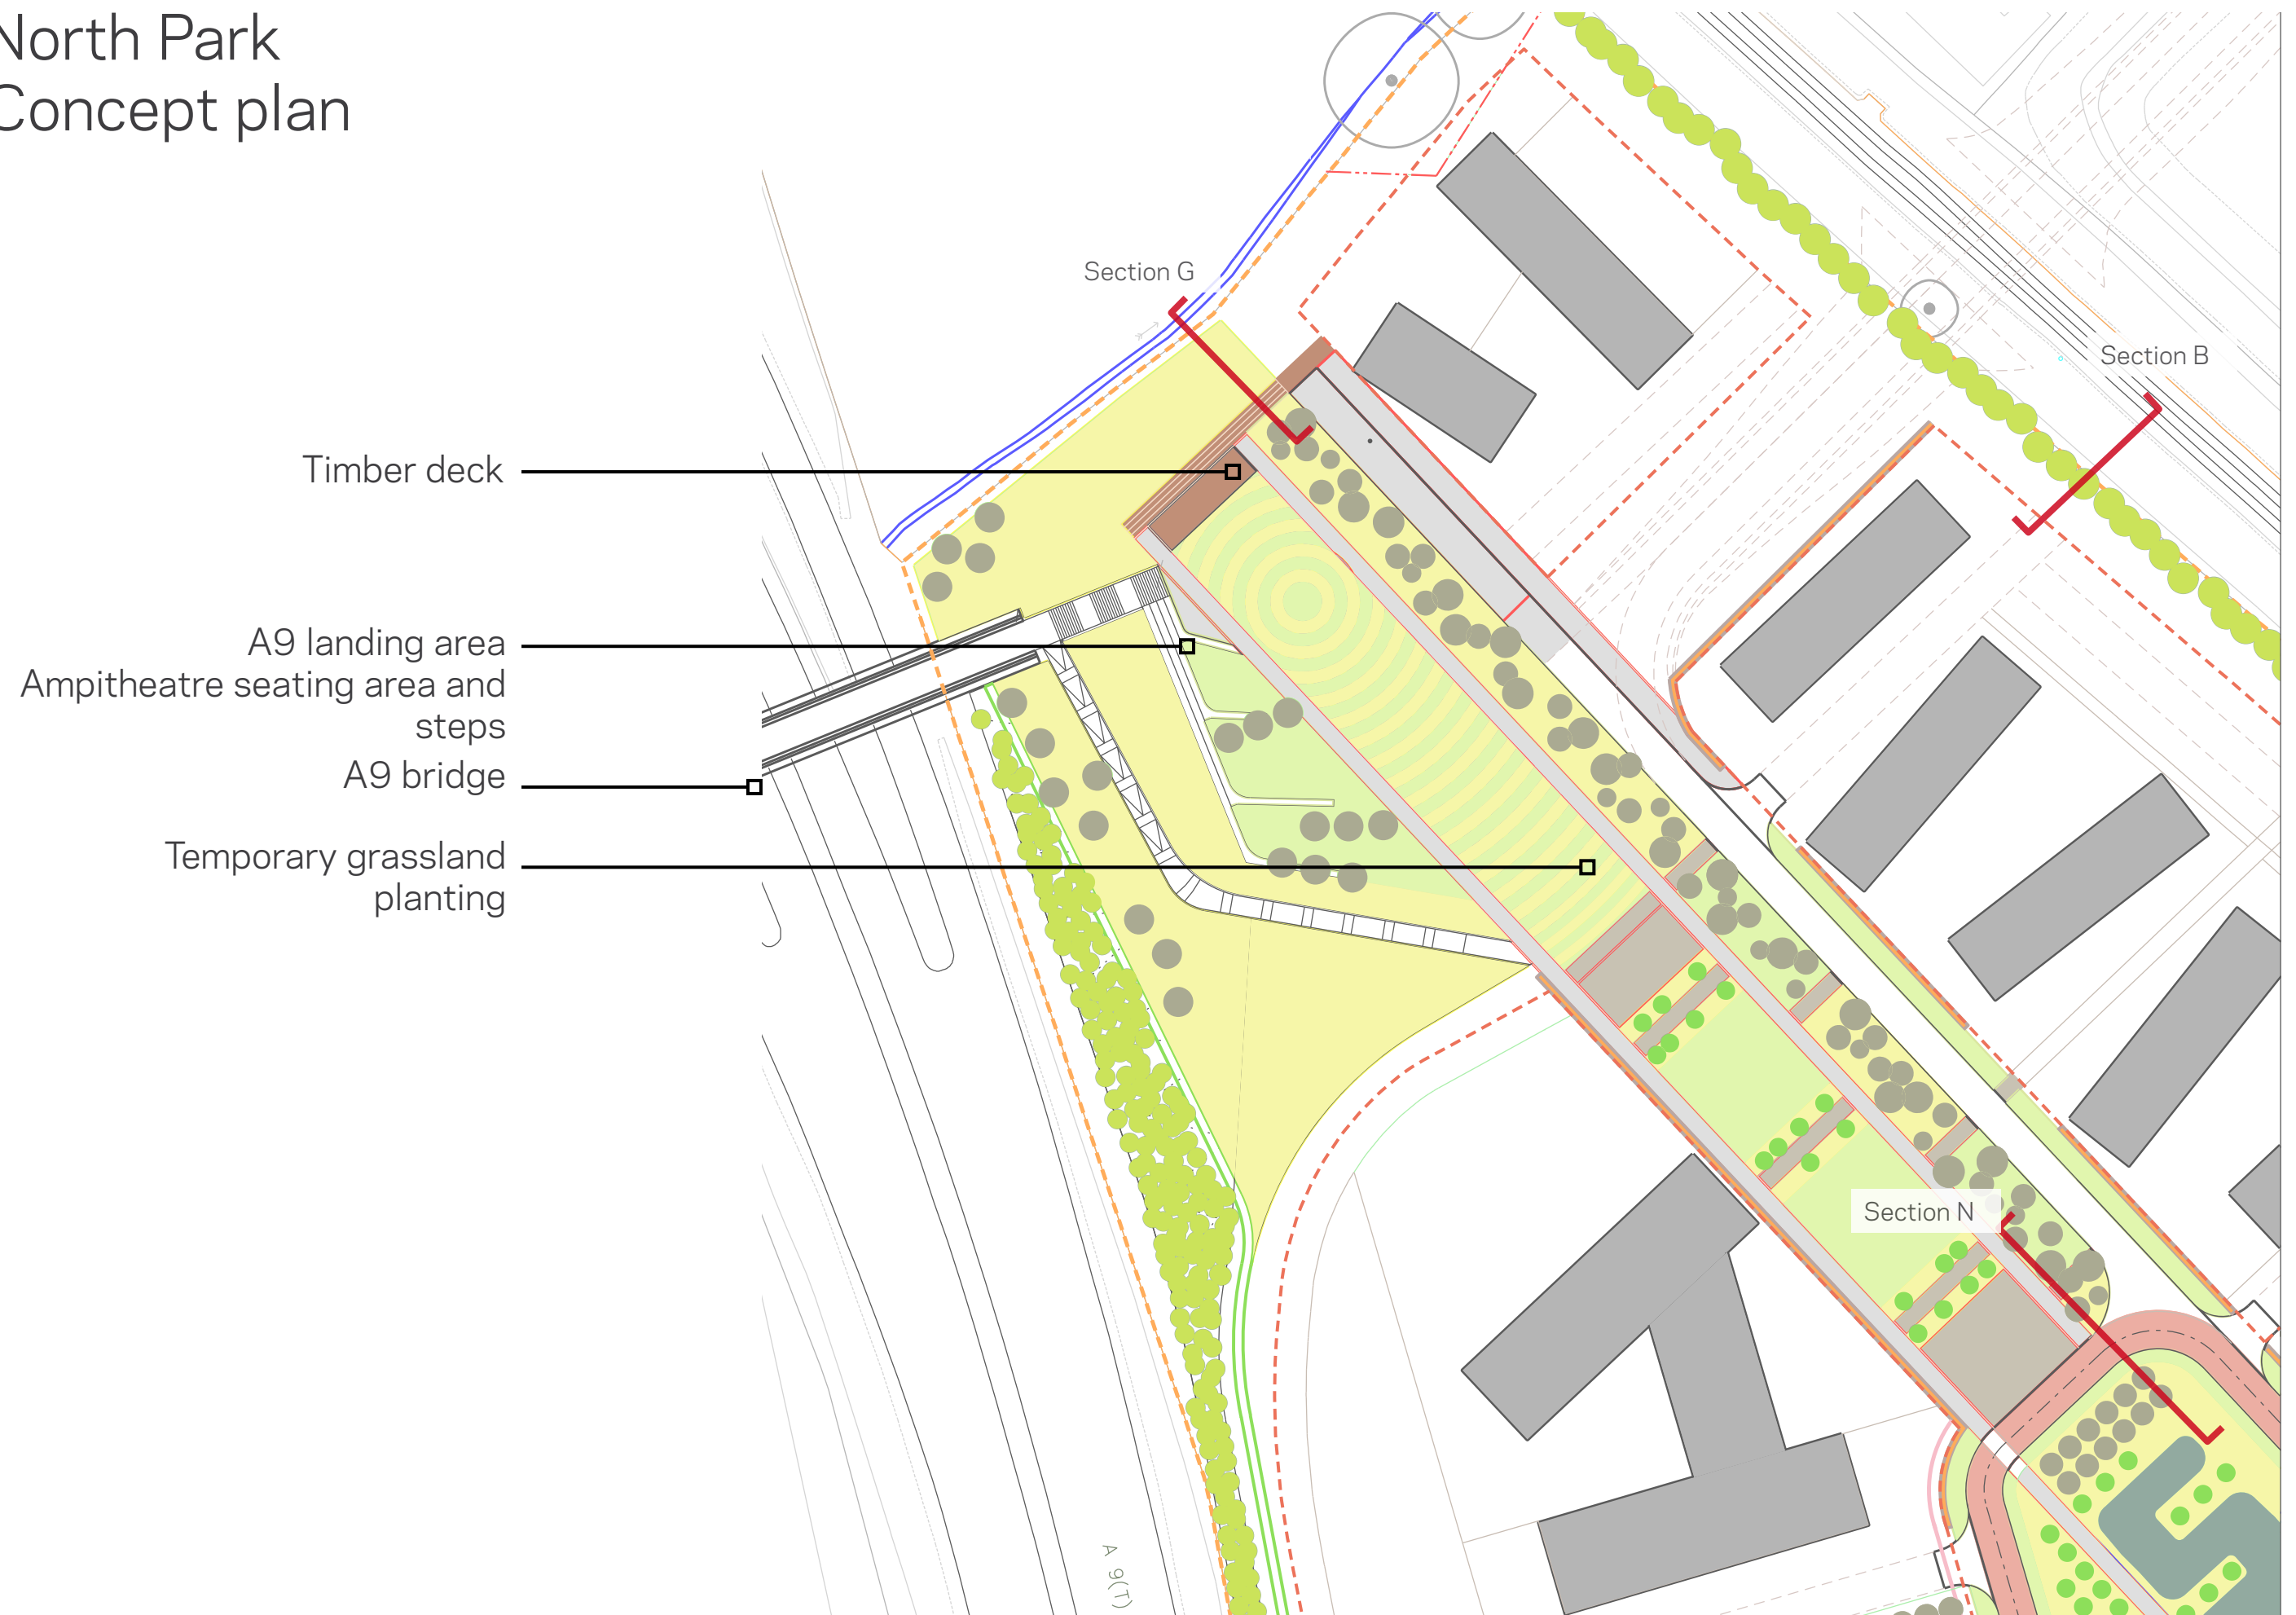 North Park
Concept plan
Section G
Section B
Timber deck
A9 landing area
Ampitheatre seating area and
steps
A9 bridge
Temporary grassland
planting
Section N
A 9(T)